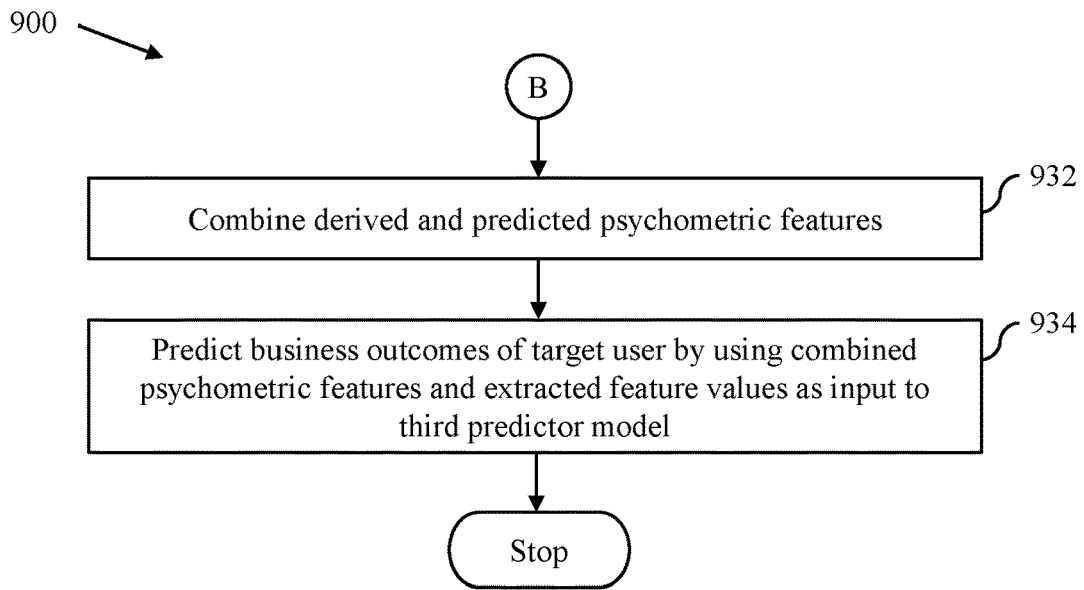 900
B
932
Combine derived and predicted psychometric features
934
Predict business outcomes of target user by using combined
psychometric features and extracted feature values as input to
third predictor model
Stop